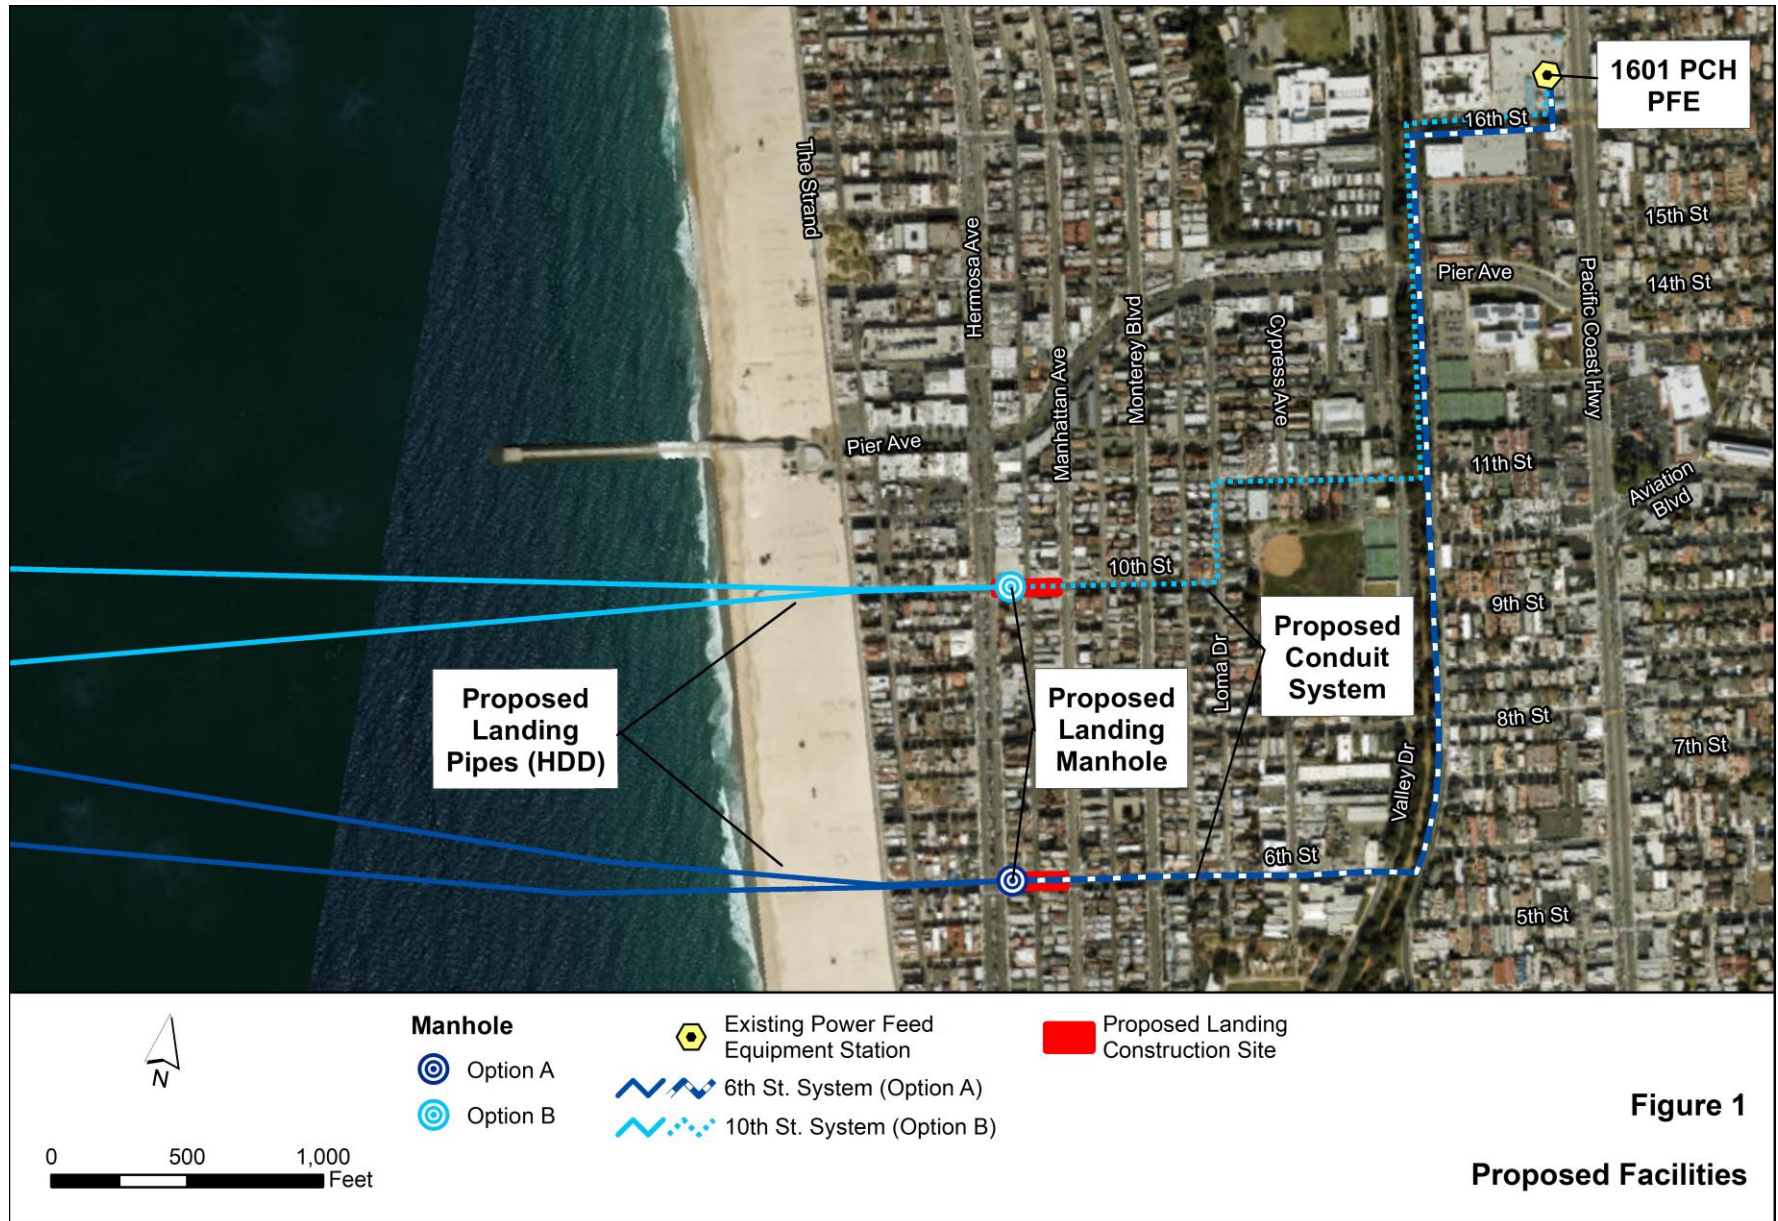 1601 PCH
PFE
16th St
The Strand
15th St
Hermosa Ave
Pier Ave
14th St
Pacific Coast Hwy
Monterey Blvd
Cypress Ave
Manhattan Ave
Pier Ave
11th St
Aviation
Blvd
10th St
9th St
Proposed
Conduit
System
Loma Dr
Proposed
Landing
Pipes (HDD)
Proposed
Landing
Manhole
8th St
7th St
Valley Dr
6th St
5th St
N
0 500 1,000
Feet
Manhole
Option A
Option B
Existing Power Feed
Equipment Station
6th St. System (Option A)
10th St. System (Option B)
Proposed Landing
Construction Site
Figure 1
Proposed Facilities